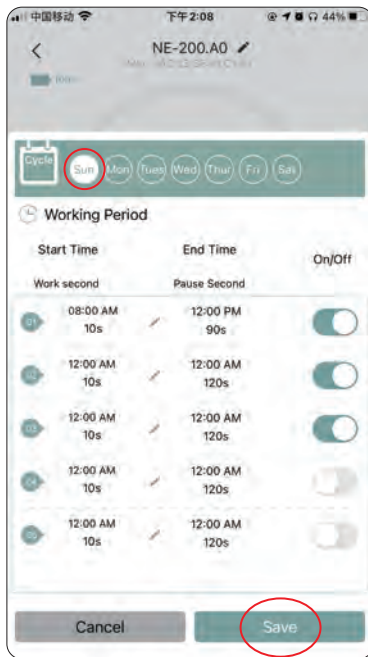 中国移动 下午2:08 44%
NE-200.A0
Cycle Sun Mon Tues Wed Thur Fri Sat
Working Period
Start Time End Time On/Off
Work second Pause Second
01 08:00 AM 12:00 PM
10s 90s
02 12:00 AM 12:00 AM
10s 120s
03 12:00 AM 12:00 AM
10s 120s
04 12:00 AM 12:00 AM
10s 120s
05 12:00 AM 12:00 AM
10s 120s
Cancel Save